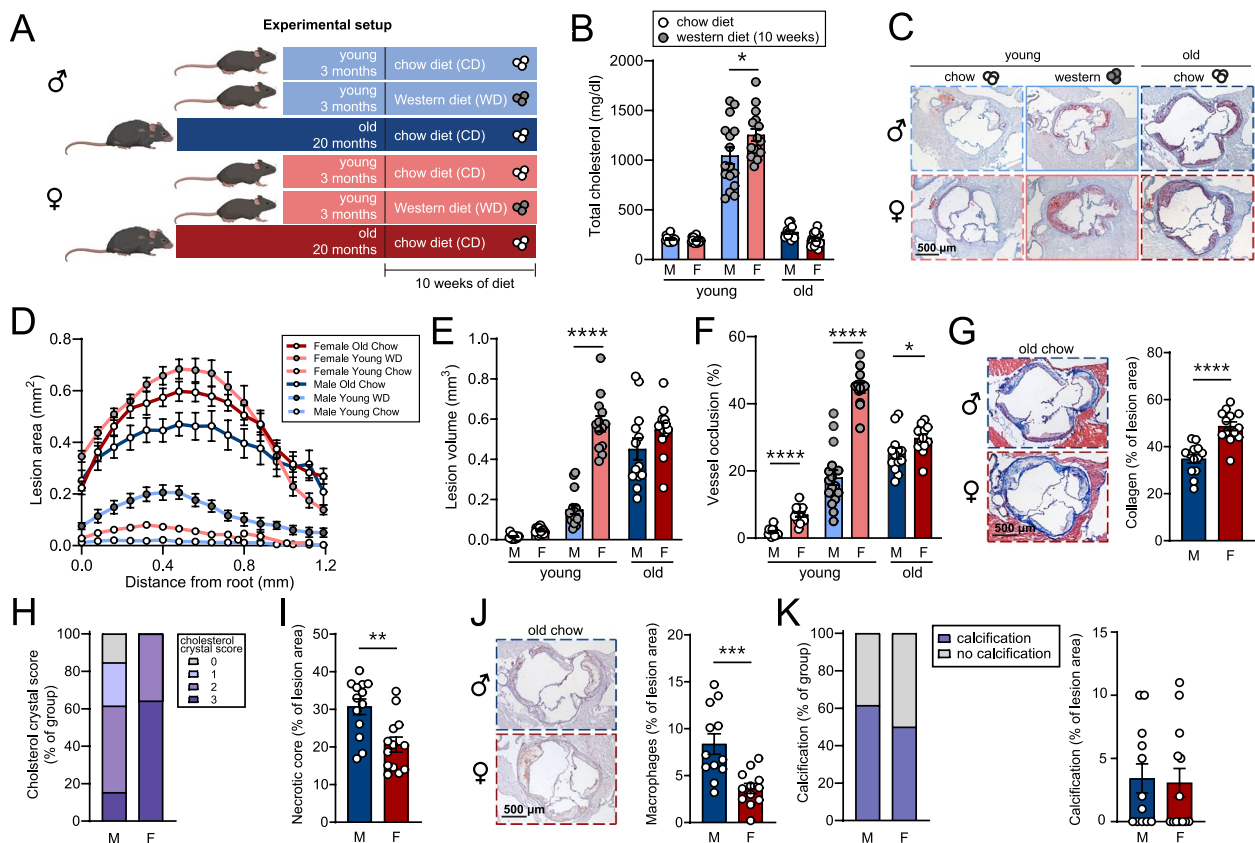 A
Experimental setup
♂
young
3 months
chow diet (CD)
young
3 months
Western diet (WD)
old
20 months
chow diet (CD)
♀
young
3 months
chow diet (CD)
young
3 months
Western diet (WD)
old
20 months
chow diet (CD)
10 weeks of diet
B
chow diet
western diet (10 weeks)
Total cholesterol (mg/dl)
2000
1500
1000
500
0
*
M F M F M F
young old
C
young old
chow western chow
♂
♀
500 µm
D
Lesion area (mm²)
0.8
0.6
0.4
0.2
0.0
0.0 0.4 0.8 1.2
Distance from root (mm)
Female Old Chow
Female Young WD
Female Young Chow
Male Old Chow
Male Young WD
Male Young Chow
E
Lesion volume (mm³)
1.0
0.8
0.6
0.4
0.2
0.0
****
M F M F M F
young old
F
Vessel occlusion (%)
60
40
20
0
****
****
*
M F M F M F
young old
G
old chow
♂
♀
500 µm
Collagen (% of lesion area)
80
60
40
20
0
****
M F
H
Cholsterol crystal score
(% of group)
100
80
60
40
20
0
M F
cholesterol
crystal score
0
1
2
3
I
Necrotic core (% of lesion area)
50
40
30
20
10
0
**
M F
J
old chow
♂
♀
500 µm
Macrophages (% of lesion area)
20
15
10
5
0
***
M F
K
Calcification (% of group)
100
80
60
40
20
0
M F
calcification
no calcification
Calcification (% of lesion area)
15
10
5
0
M F